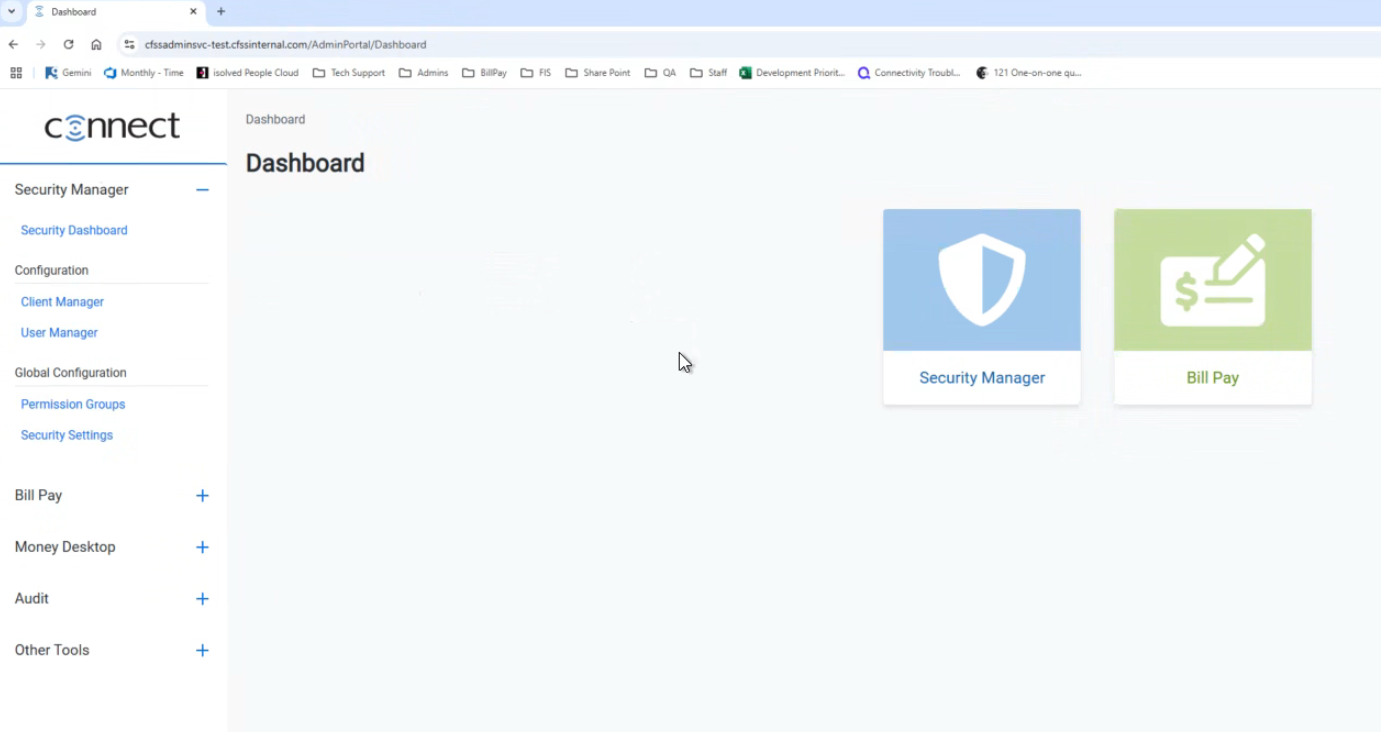 Dashboard
cfssadminsvc-test.cfssinternal.com/AdminPortal/Dashboard
Gemini Monthly - Time isolved People Cloud Tech Support Admins BillPay FIS Share Point QA Staff Development Priorit... Connectivity Troubl... 121 One-on-one qu...
connect
Security Manager
Security Dashboard
Configuration
Client Manager
User Manager
Global Configuration
Permission Groups
Security Settings
Bill Pay
Money Desktop
Audit
Other Tools
Dashboard
Dashboard
Security Manager
Bill Pay